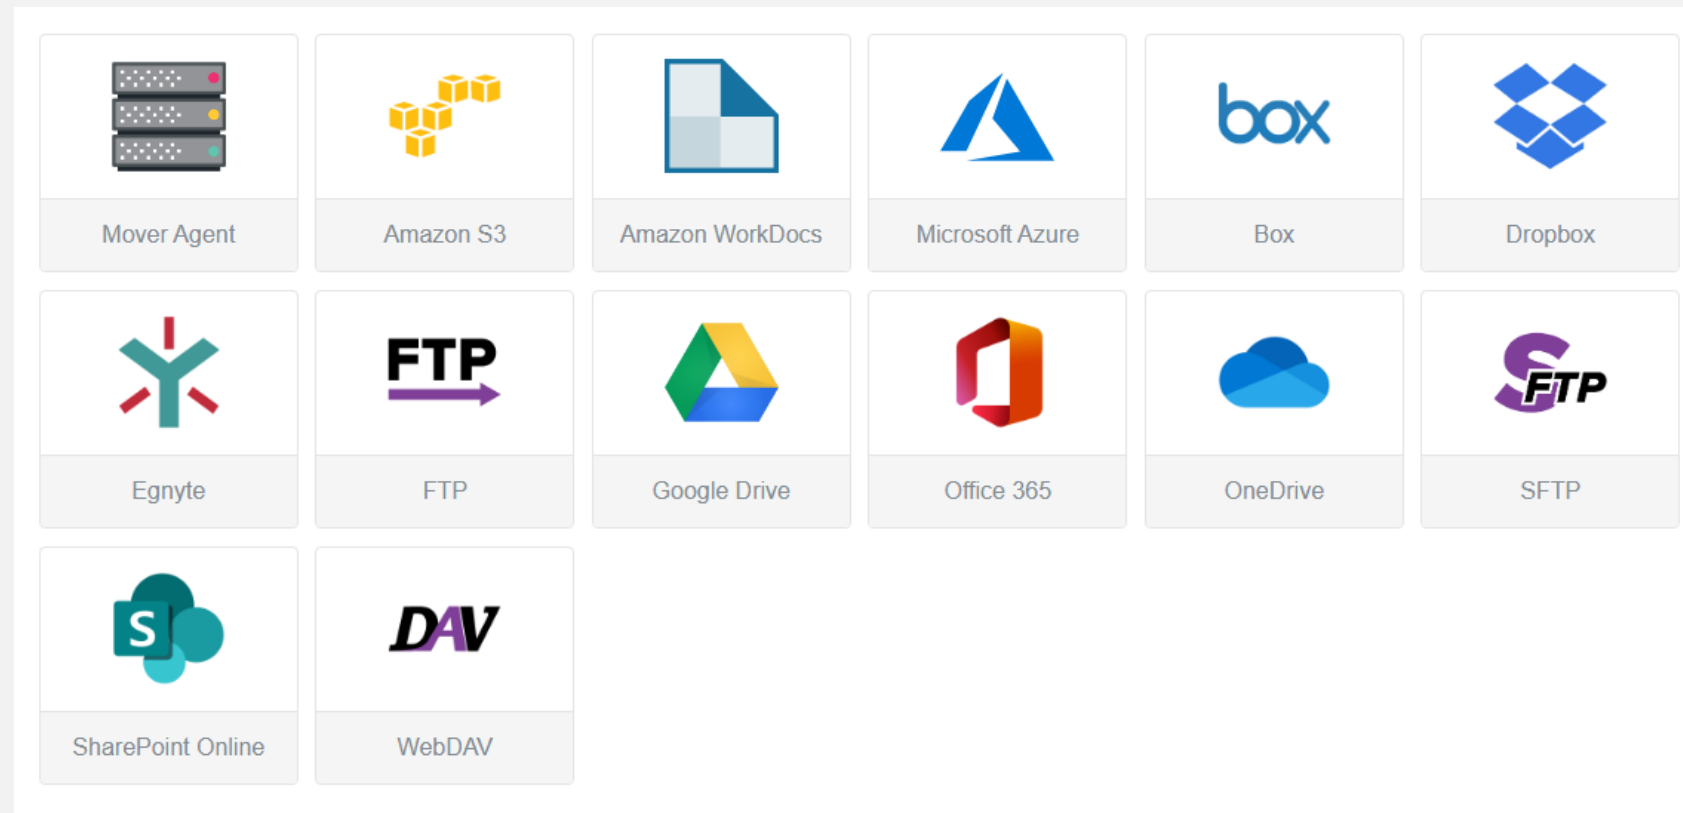 box
Mover Agent
Amazon S3
Amazon WorkDocs
Microsoft Azure
Box
Dropbox
FTP
SFTP
Egnyte
FTP
Google Drive
Office 365
OneDrive
SFTP
S
DAV
SharePoint Online
WebDAV